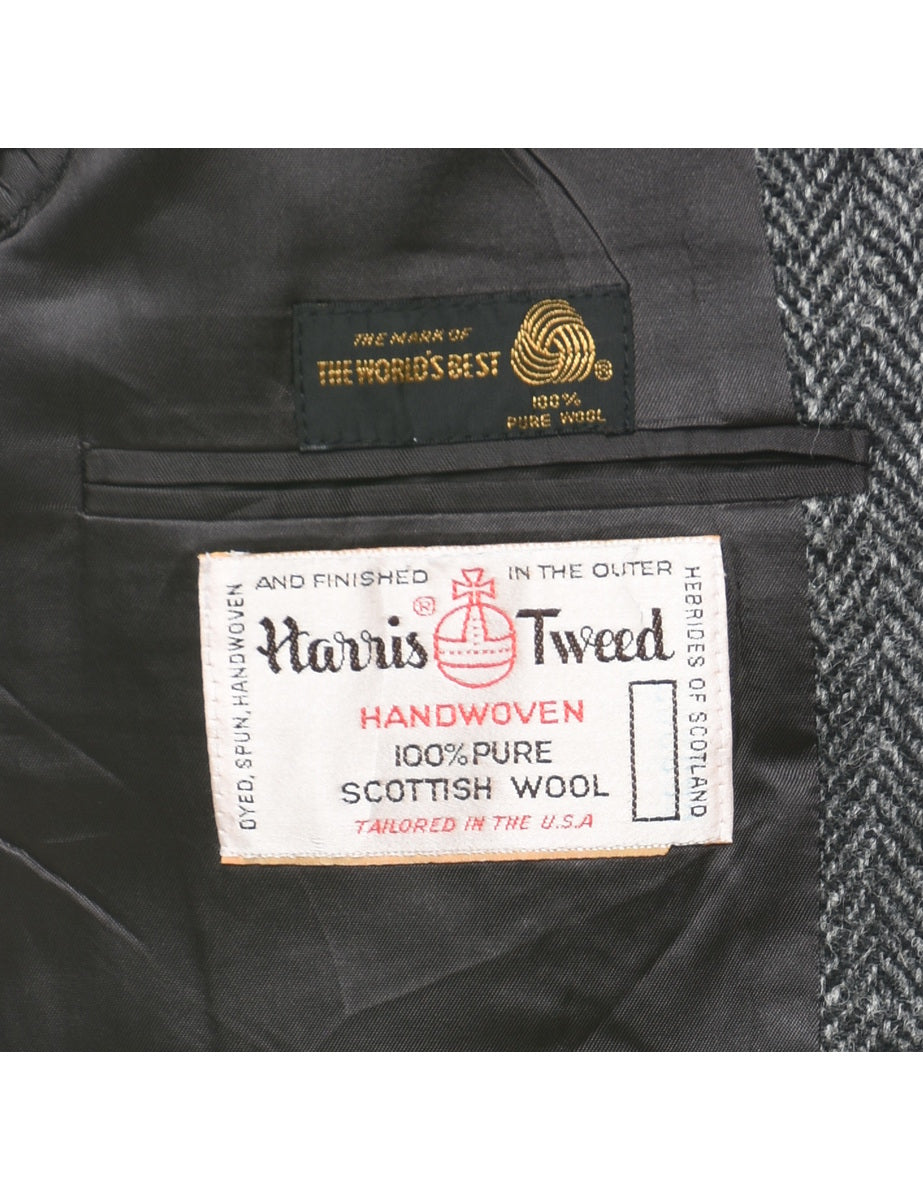 THE MARK OF
THE WORLD'S BEST
®
100%
PURE WOOL
DYED, SPUN, HANDWOVEN
AND FINISHED IN THE OUTER
HEBRIDES OF SCOTLAND
Harris ® Tweed
HANDWOVEN
100% PURE
SCOTTISH WOOL
TAILORED IN THE U.S.A